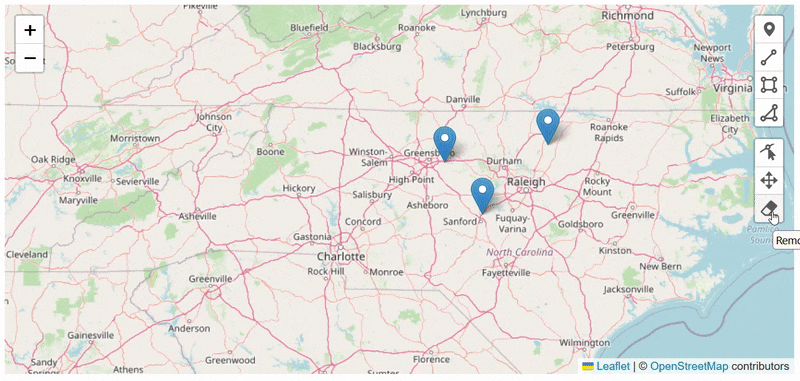 Pikeville
Lynchburg
Richmond
Bluefield
Roanoke
Blacksburg
Petersburg
Newport
News
Virginia
Suffolk
Danville
Johnson
City
Elizabeth
City
Morristown
Roanoke
Rapids
Oak Ridge
Knoxville
Sevierville
Maryville
Boone
Winston-
Salem
Durham
High Point
Raleigh
Rocky
Mount
Hickory
Salisbury
Asheboro
Greenville
Asheville
Concord
Sanford
Fuquay-
Varina
Goldsboro
Remo
Gastonia
Charlotte
North Carolina
Kinston
Cleveland
Rock Hill
Monroe
Fayetteville
New Bern
Greenville
Jacksonville
Anderson
Gainesville
Wilmington
Sandy
Springs
Athens
Greenwood
Florence
Leaflet | © OpenStreetMap contributors
+
−